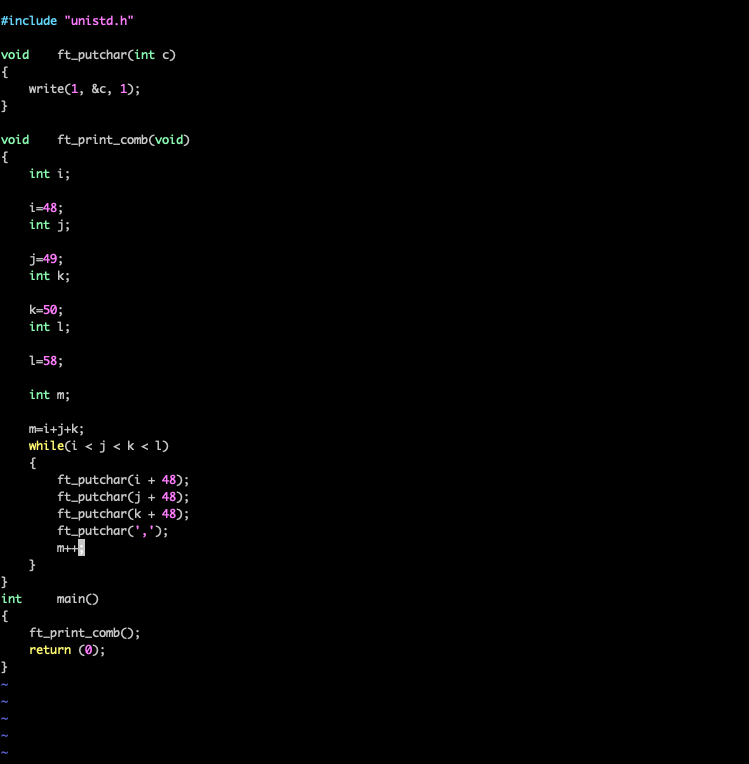 #include "unistd.h"
void    ft_putchar(int c)
{
    write(1, &c, 1);
}
void    ft_print_comb(void)
{
    int i;
    i=48;
    int j;
    j=49;
    int k;
    k=50;
    int l;
    l=58;
    int m;
    m=i+j+k;
    while(i < j < k < l)
    {
        ft_putchar(i + 48);
        ft_putchar(j + 48);
        ft_putchar(k + 48);
        ft_putchar(',');
        m++;
    }
}
int     main()
{
    ft_print_comb();
    return (0);
}
~
~
~
~
~